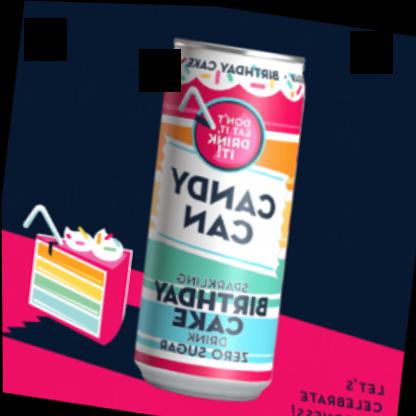 BIRTHDAY CAKE
DON'T
EAT IT,
DRINK
IT!
CANDY
CAN
SPARKLING
BIRTHDAY
CAKE
DRINK
ZERO SUGAR
LET'S
CELEBRATE